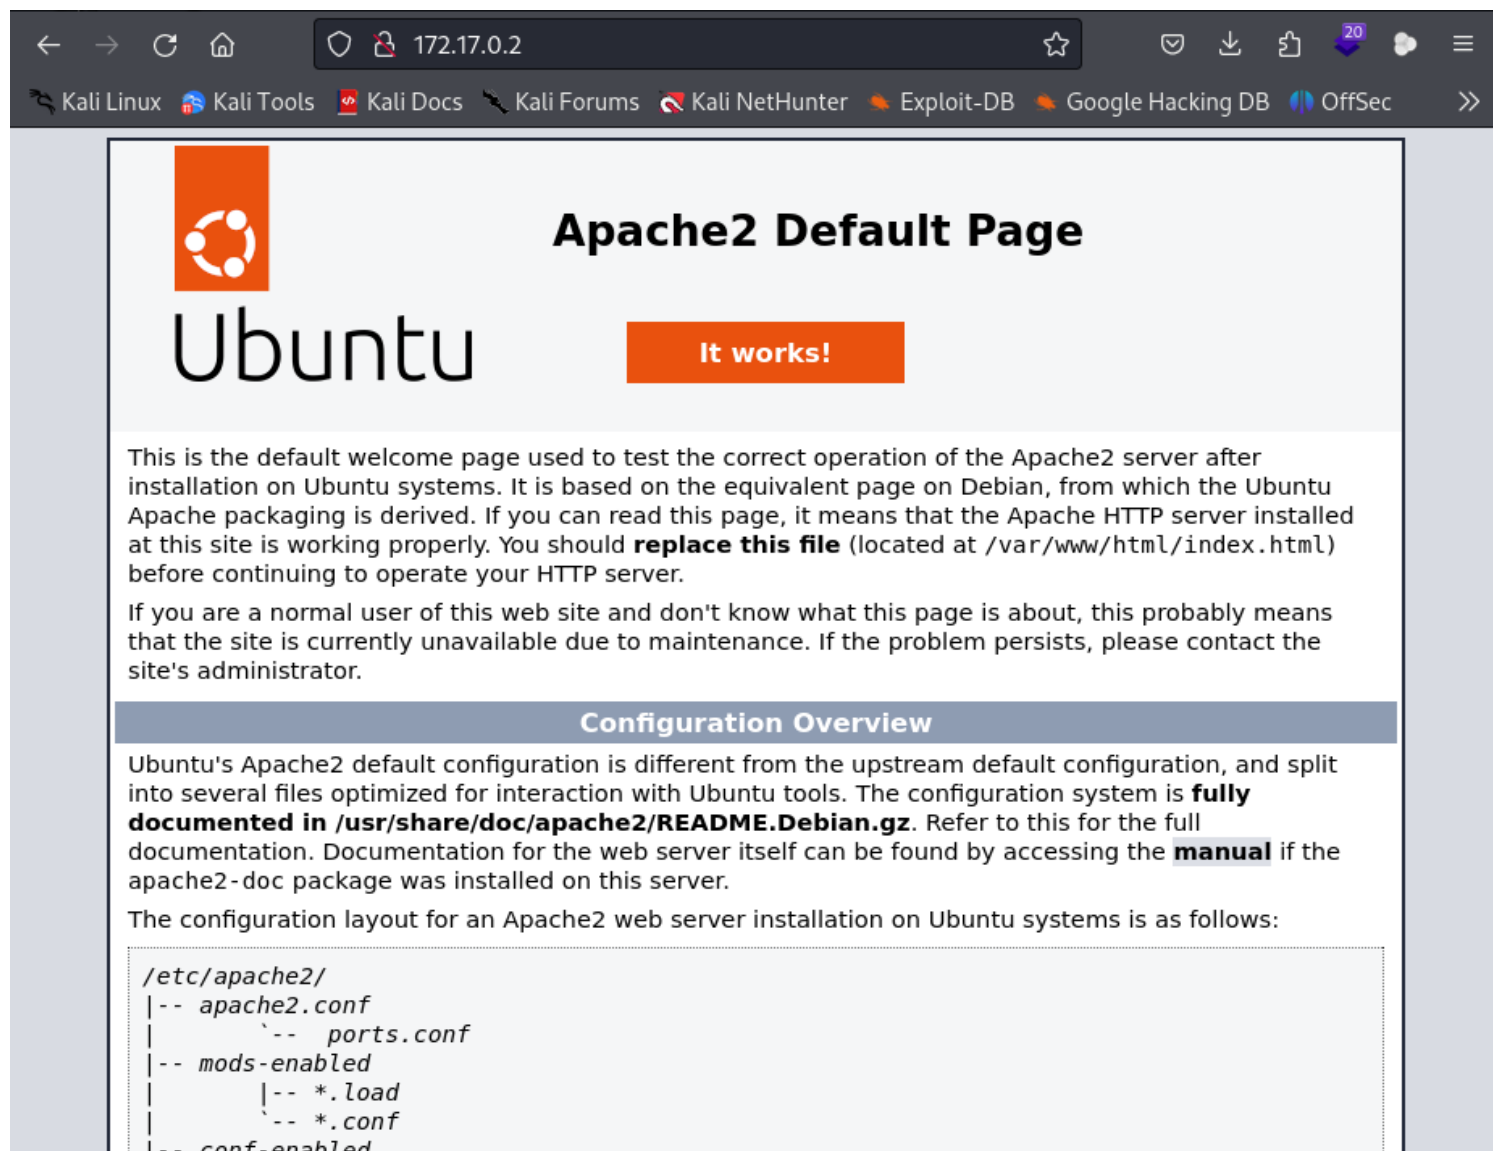 172.17.0.2
20
Kali Linux Kali Tools Kali Docs Kali Forums Kali NetHunter Exploit-DB Google Hacking DB OffSec
Apache2 Default Page
Ubuntu
It works!
This is the default welcome page used to test the correct operation of the Apache2 server after
installation on Ubuntu systems. It is based on the equivalent page on Debian, from which the Ubuntu
Apache packaging is derived. If you can read this page, it means that the Apache HTTP server installed
at this site is working properly. You should replace this file (located at /var/www/html/index.html)
before continuing to operate your HTTP server.
If you are a normal user of this web site and don't know what this page is about, this probably means
that the site is currently unavailable due to maintenance. If the problem persists, please contact the
site's administrator.
Configuration Overview
Ubuntu's Apache2 default configuration is different from the upstream default configuration, and split
into several files optimized for interaction with Ubuntu tools. The configuration system is fully
documented in /usr/share/doc/apache2/README.Debian.gz. Refer to this for the full
documentation. Documentation for the web server itself can be found by accessing the manual if the
apache2-doc package was installed on this server.
The configuration layout for an Apache2 web server installation on Ubuntu systems is as follows:
/etc/apache2/
|-- apache2.conf
|       `--  ports.conf
|-- mods-enabled
|       |-- *.load
|       `-- *.conf
|-- conf-enabled